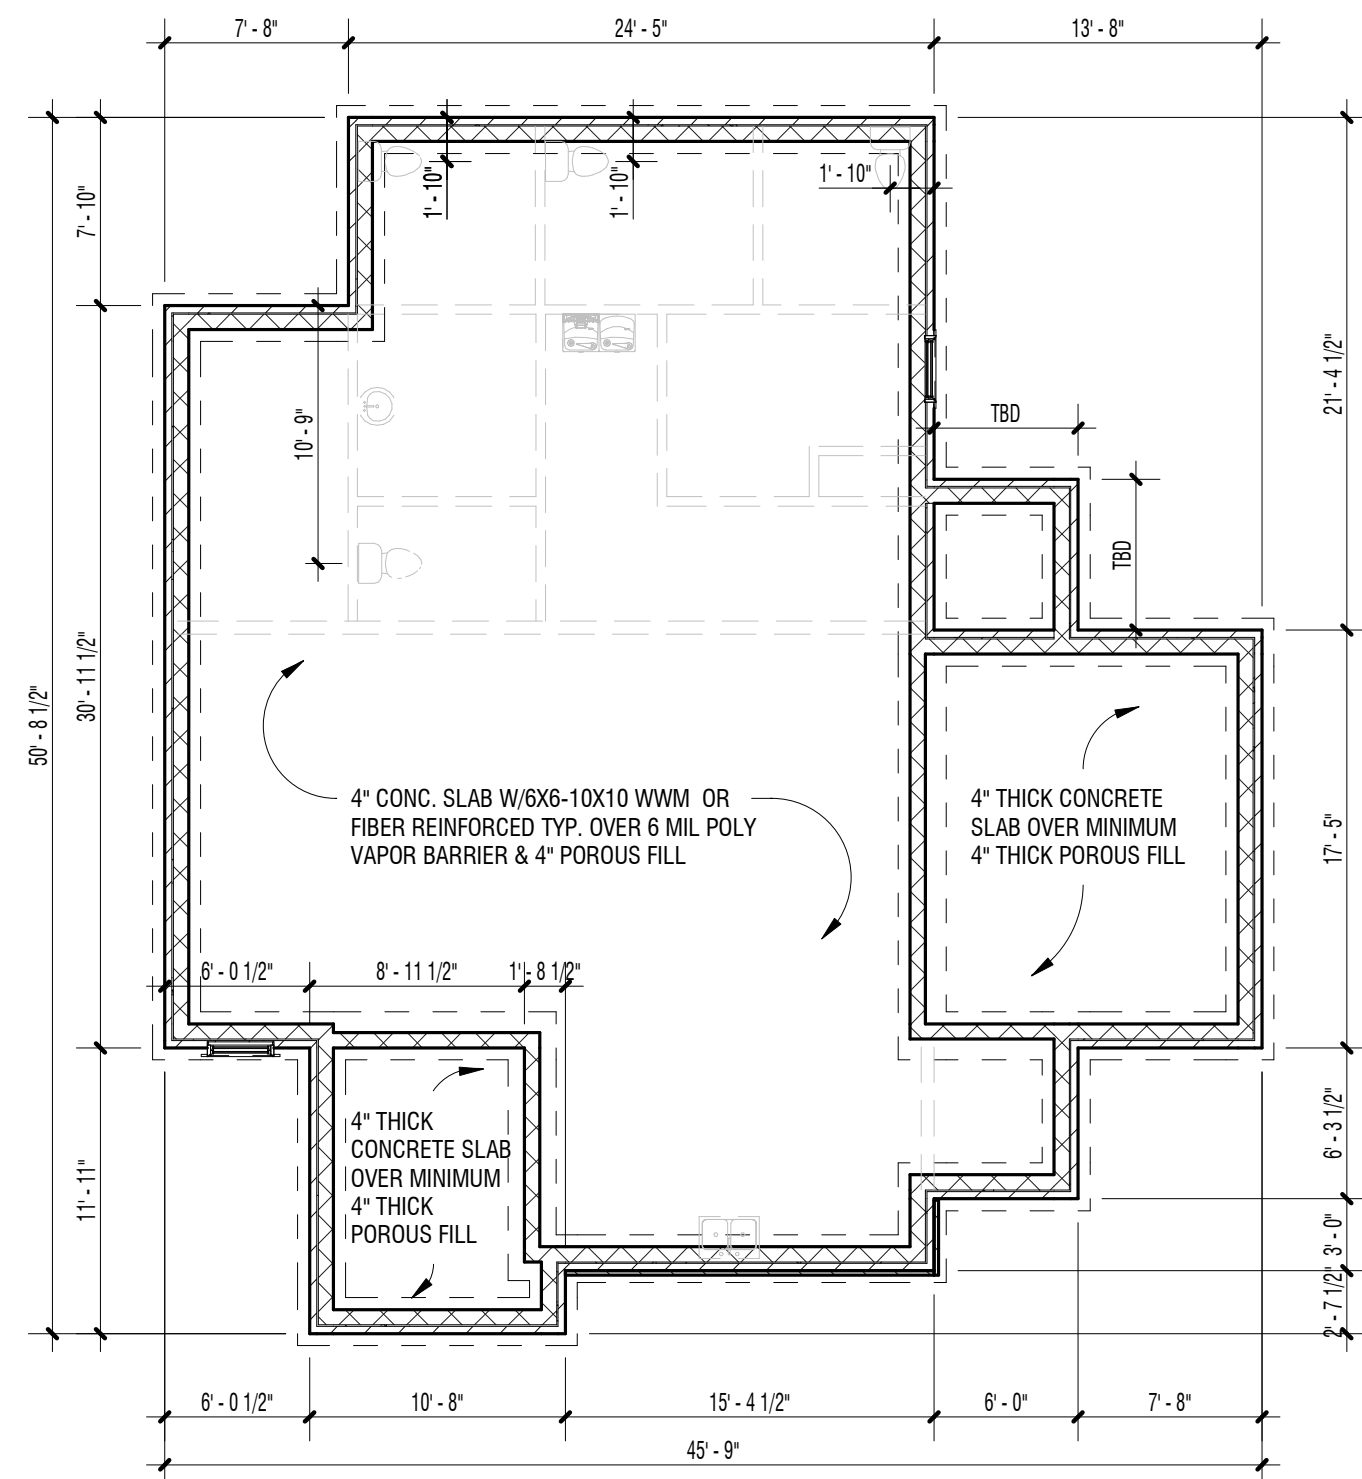 7' - 8"
24' - 5"
13' - 8"
1' - 10"
1' - 10"
1' - 10"
7' - 10"
21' - 4 1/2"
10' - 9"
TBD
TBD
30' - 11 1/2"
50' - 8 1/2"
4" CONC. SLAB W/6X6-10X10 WWM OR
FIBER REINFORCED TYP. OVER 6 MIL POLY
VAPOR BARRIER & 4" POROUS FILL
4" THICK CONCRETE
SLAB OVER MINIMUM
4" THICK POROUS FILL
17' - 5"
6' - 0 1/2"
8' - 11 1/2"
1' - 8 1/2"
4" THICK
CONCRETE SLAB
OVER MINIMUM
4" THICK
POROUS FILL
11' - 11"
6' - 3 1/2"
3' - 0"
2' - 7 1/2"
6' - 0 1/2"
10' - 8"
15' - 4 1/2"
6' - 0"
7' - 8"
45' - 9"